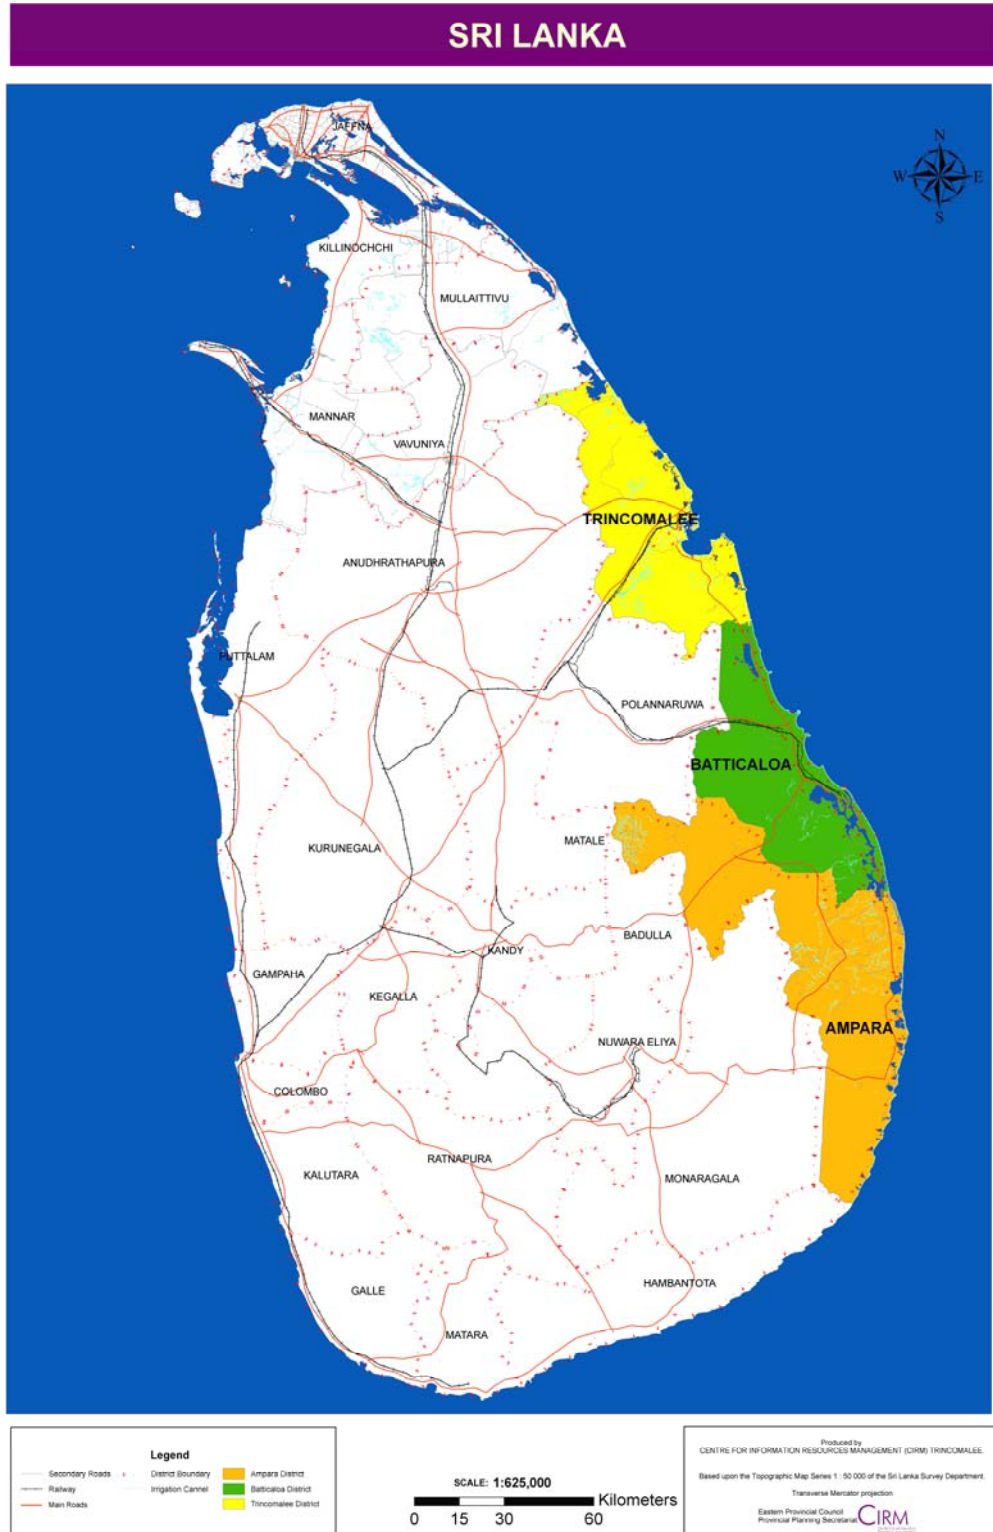 SRI LANKA
N
W E
S
JAFFNA
KILLINOCHCHI
MULLAITTIVU
MANNAR
VAVUNIYA
TRINCOMALEE
ANUDHRATHAPURA
PUTTALAM
POLANNARUWA
BATTICALOA
MATALE
KURUNEGALA
BADULLA
KANDY
GAMPAHA
KEGALLA
AMPARA
NUWARA ELIYA
COLOMBO
RATNAPURA
KALUTARA
MONARAGALA
HAMBANTOTA
GALLE
MATARA
Legend
Secondary Roads
Railway
Main Roads
District Boundary
Irrigation Cannel
Ampara District
Batticaloa District
Trincomalee District
SCALE: 1:625,000
Kilometers
0 15 30 60
Produced by
CENTRE FOR INFORMATION RESOURCES MANAGEMENT (CIRM) TRINCOMALEE.
Based upon the Topographic Map Series 1 : 50 000 of the Sri Lanka Survey Department.
Transverse Mercator projection
Eastern Provincial Council
Provincial Planning Secretariat
CIRM